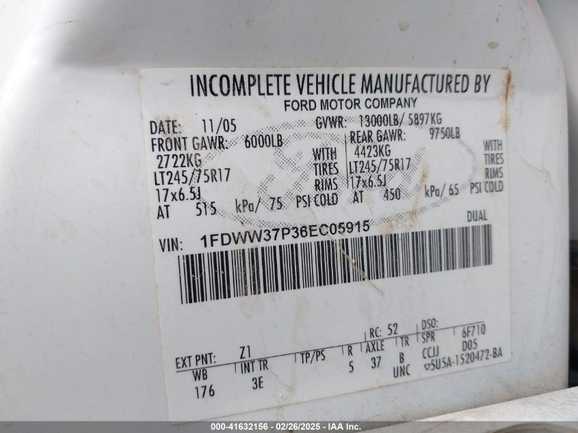 INCOMPLETE VEHICLE MANUFACTURED BY
FORD MOTOR COMPANY
DATE: 11/05 GVWR: 13000LB/ 5897KG
FRONT GAWR: 6000LB REAR GAWR: 9750LB
2722KG WITH 4423KG WITH
LT245/75R17 TIRES LT245/75R17 TIRES
17x6.5J RIMS 17x6.5J RIMS
AT 515 kPa/ 75 PSI COLD AT 450 kPa/ 65 PSI COLD
DUAL
VIN: 1FDWW37P36EC05915
EXT PNT: Z1 RC: 52 DSO:
WB INT TR TP/PS R AXLE TR SPR 6F710
176 3E 5 37 B CCIJ D05
UNC 5U5A-1520472-BA
000-41632156 - 02/26/2025 - IAA Inc.